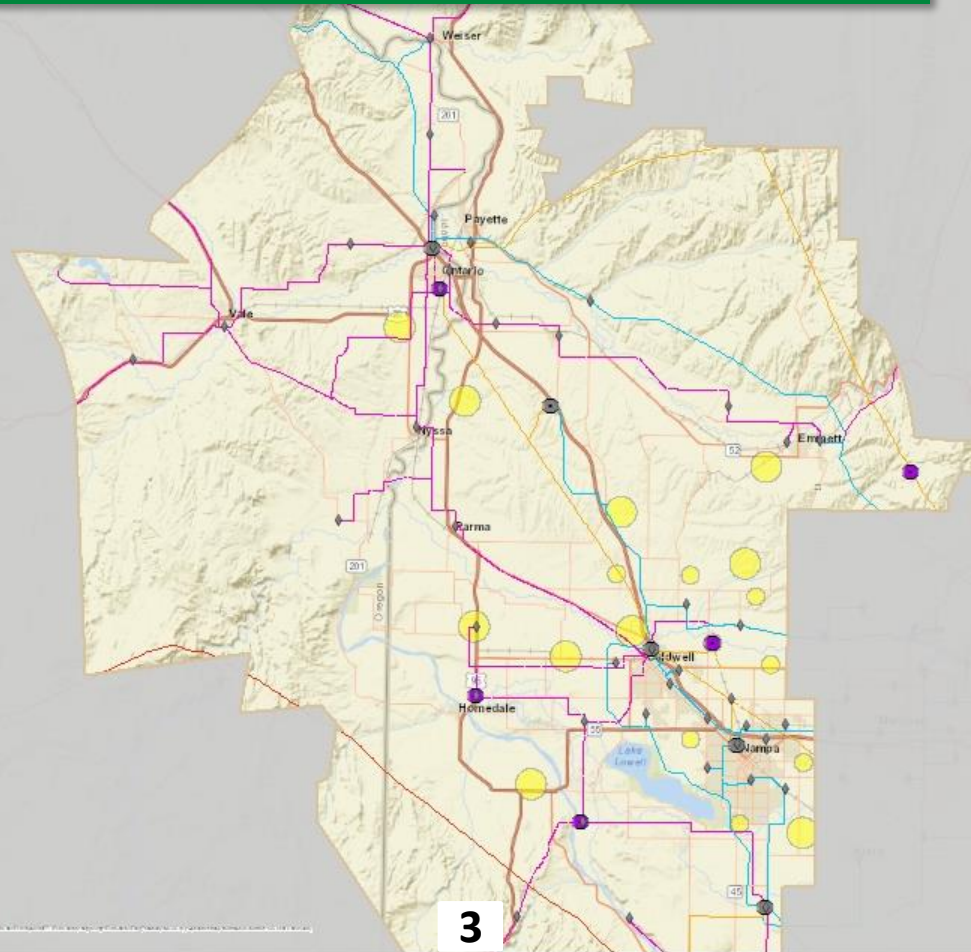 Weiser
201
Payette
Ontario
Vale
Nyssa
Emmett
52
Parma
201
Oregon
Caldwell
95
Homedale
55
Nampa
Lake
Lowell
45
3